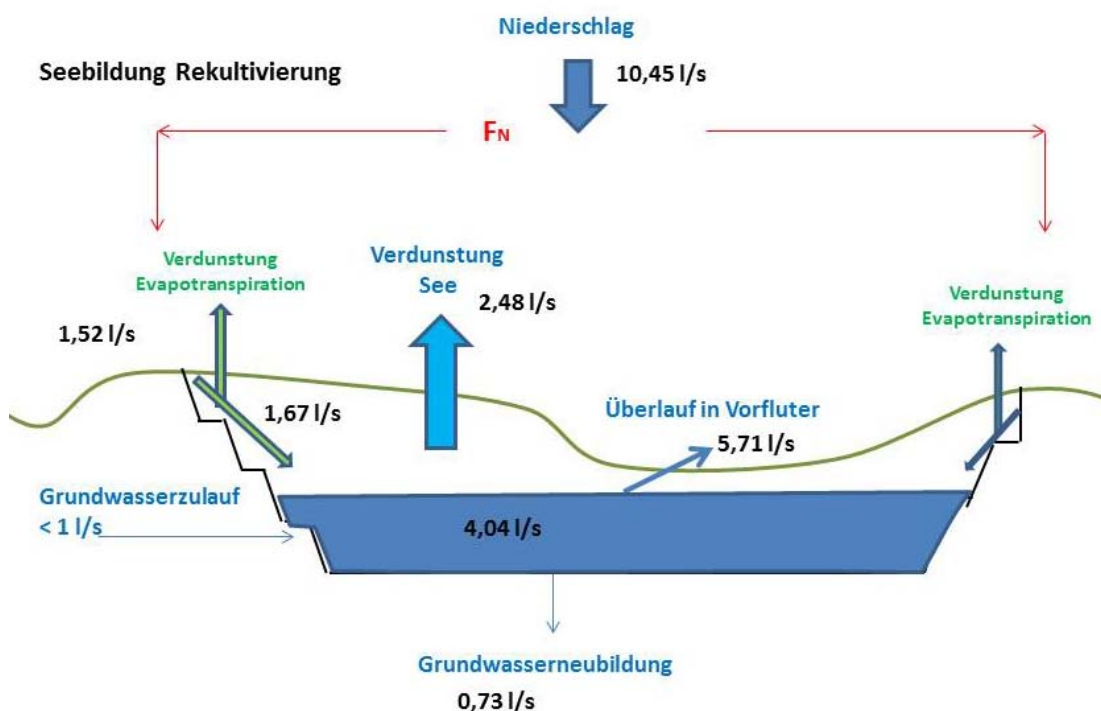 Niederschlag
Seebildung Rekultivierung
10,45 l/s
FN
Verdunstung
Evapotranspiration
Verdunstung
See
2,48 l/s
Verdunstung
Evapotranspiration
1,52 l/s
1,67 l/s
Überlauf in Vorfluter
5,71 l/s
Grundwasserzulauf
< 1 l/s
4,04 l/s
Grundwasserneubildung
0,73 l/s